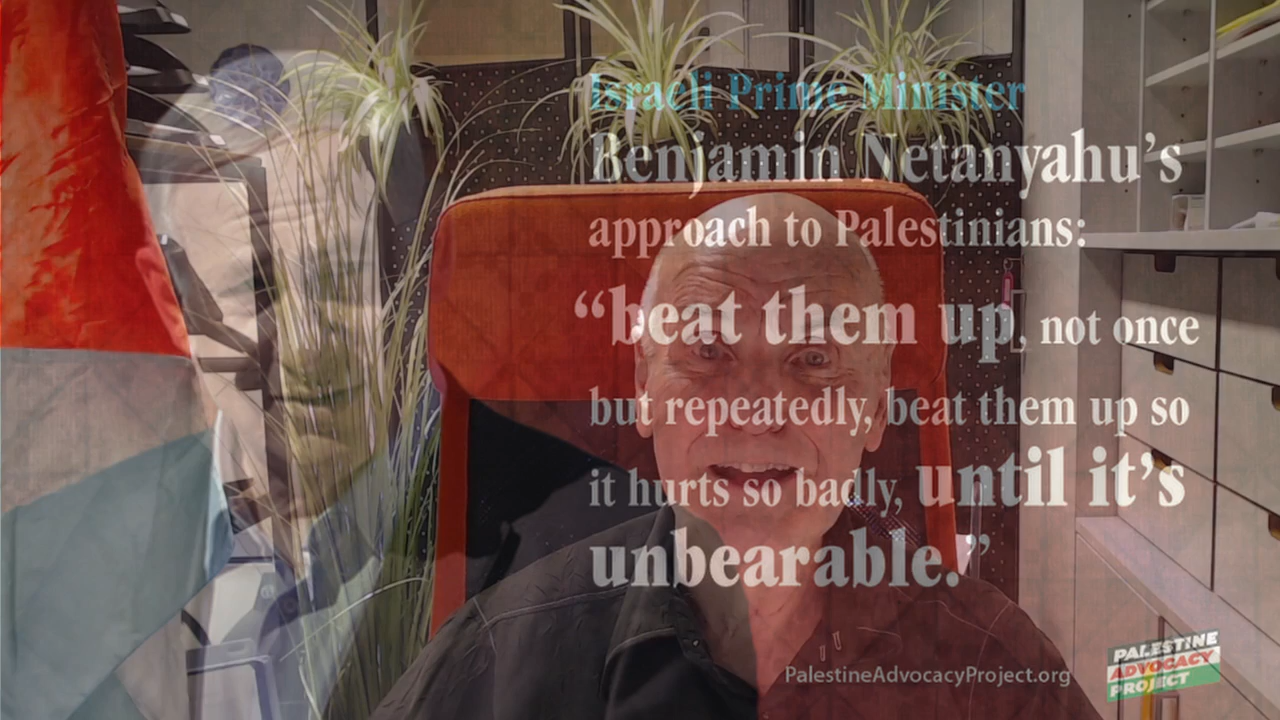 Israeli Prime Minister
Benjamin Netanyahu’s
approach to Palestinians:
“beat them up, not once
but repeatedly, beat them up so
it hurts so badly, until it’s
unbearable.”
PalestineAdvocacyProject.org
PALESTINE
ADVOCACY
PROJECT